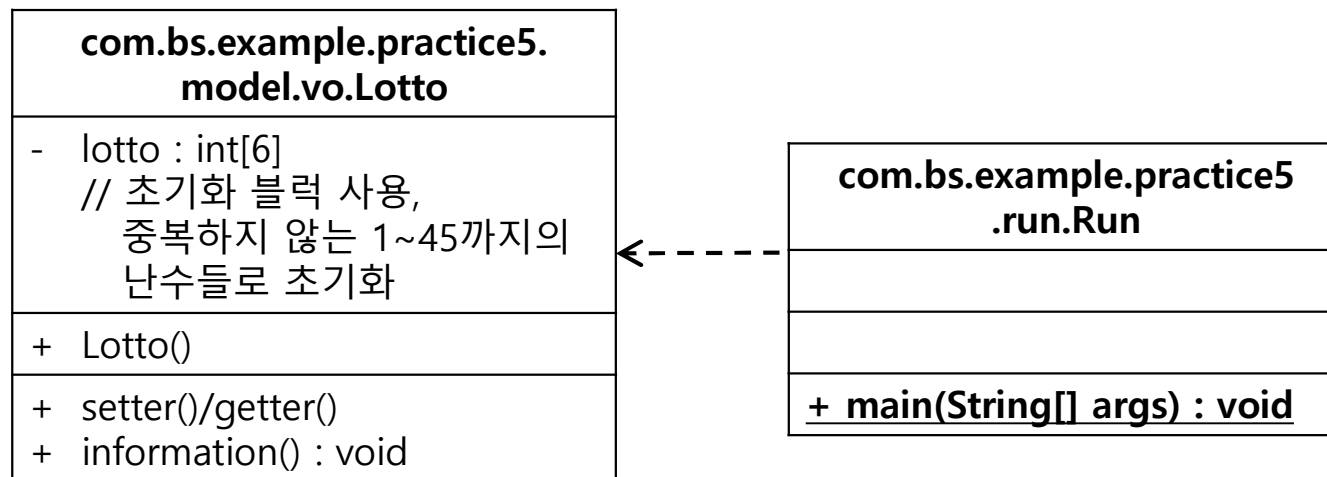 com.bs.example.practice5.
model.vo.Lotto
- lotto : int[6]
// 초기화 블럭 사용,
중복하지 않는 1~45까지의
난수들로 초기화
+ Lotto()
+ setter()/getter()
+ information() : void
com.bs.example.practice5
.run.Run
+ main(String[] args) : void